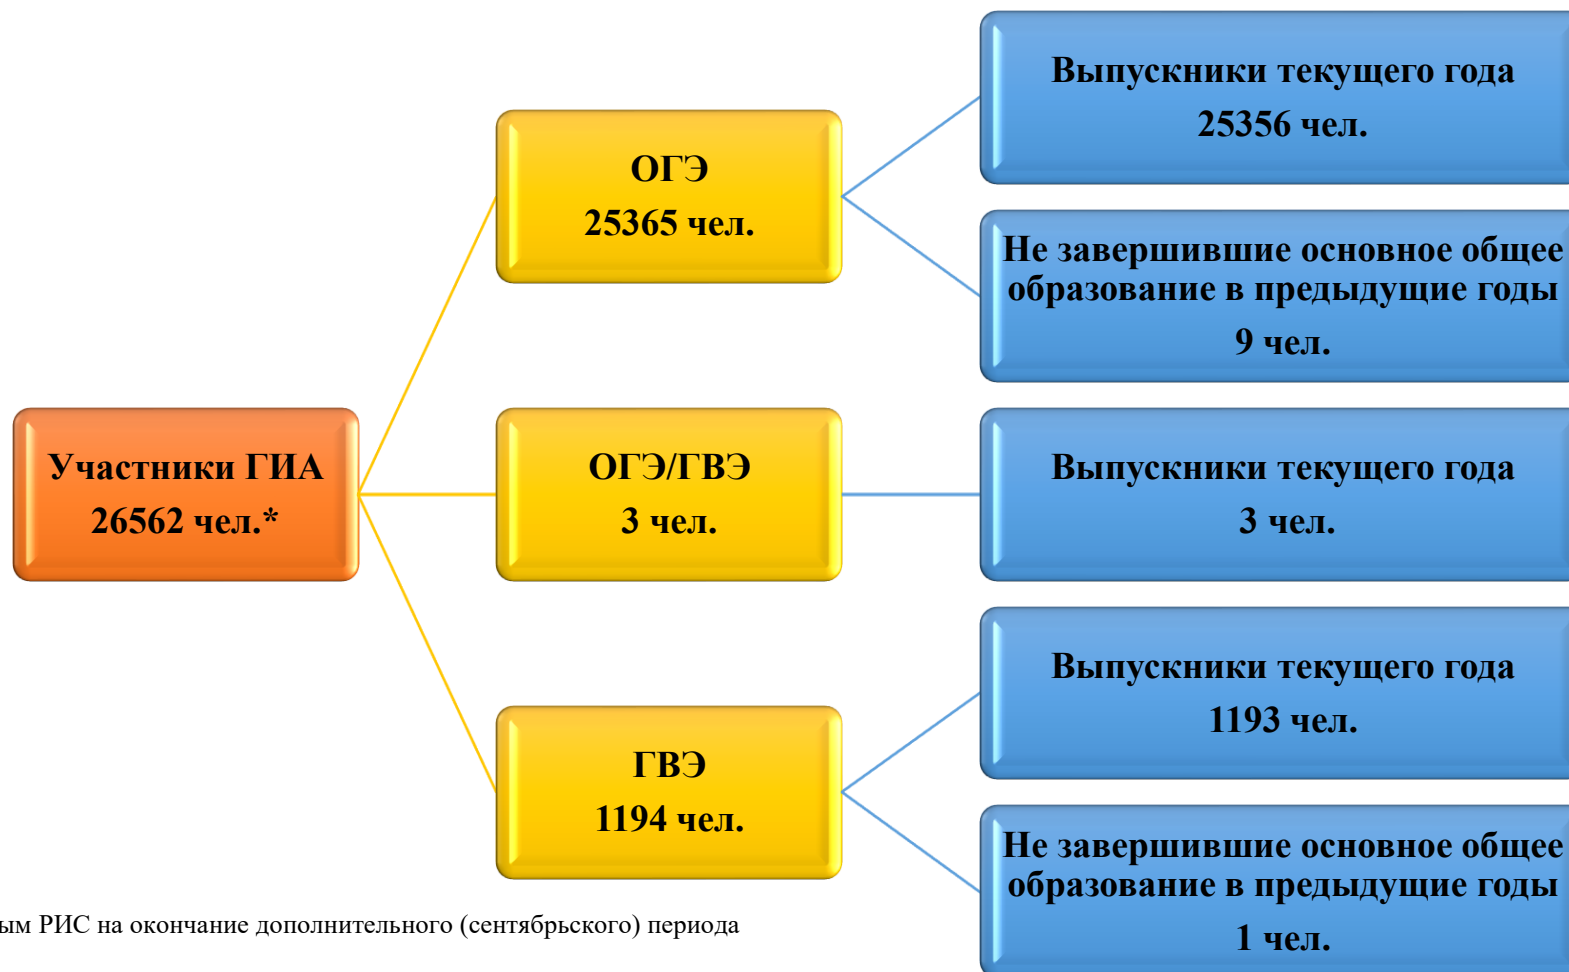 Участники ГИА
26562 чел.*
ОГЭ
25365 чел.
Выпускники текущего года
25356 чел.
Не завершившие основное общее
образование в предыдущие годы
9 чел.
ОГЭ/ГВЭ
3 чел.
Выпускники текущего года
3 чел.
ГВЭ
1194 чел.
Выпускники текущего года
1193 чел.
Не завершившие основное общее
образование в предыдущие годы
1 чел.
РИС на окончание дополнительного (сентябрьского) периода